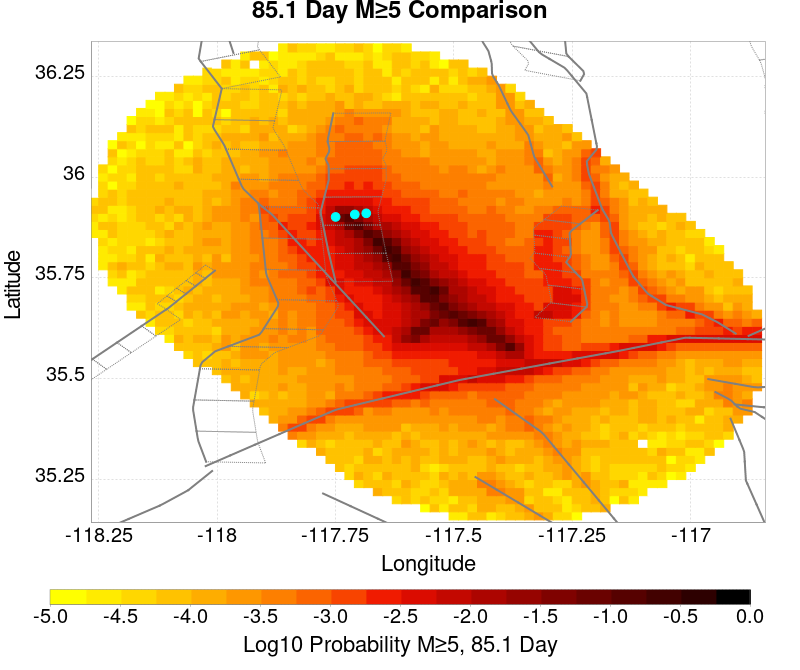 85.1 Day M≥5 Comparison
36.25
36
35.75
35.5
35.25
Latitude
-118.25 -118 -117.75 -117.5 -117.25 -117
Longitude
-5.0 -4.5 -4.0 -3.5 -3.0 -2.5 -2.0 -1.5 -1.0 -0.5 0.0
Log10 Probability M≥5, 85.1 Day